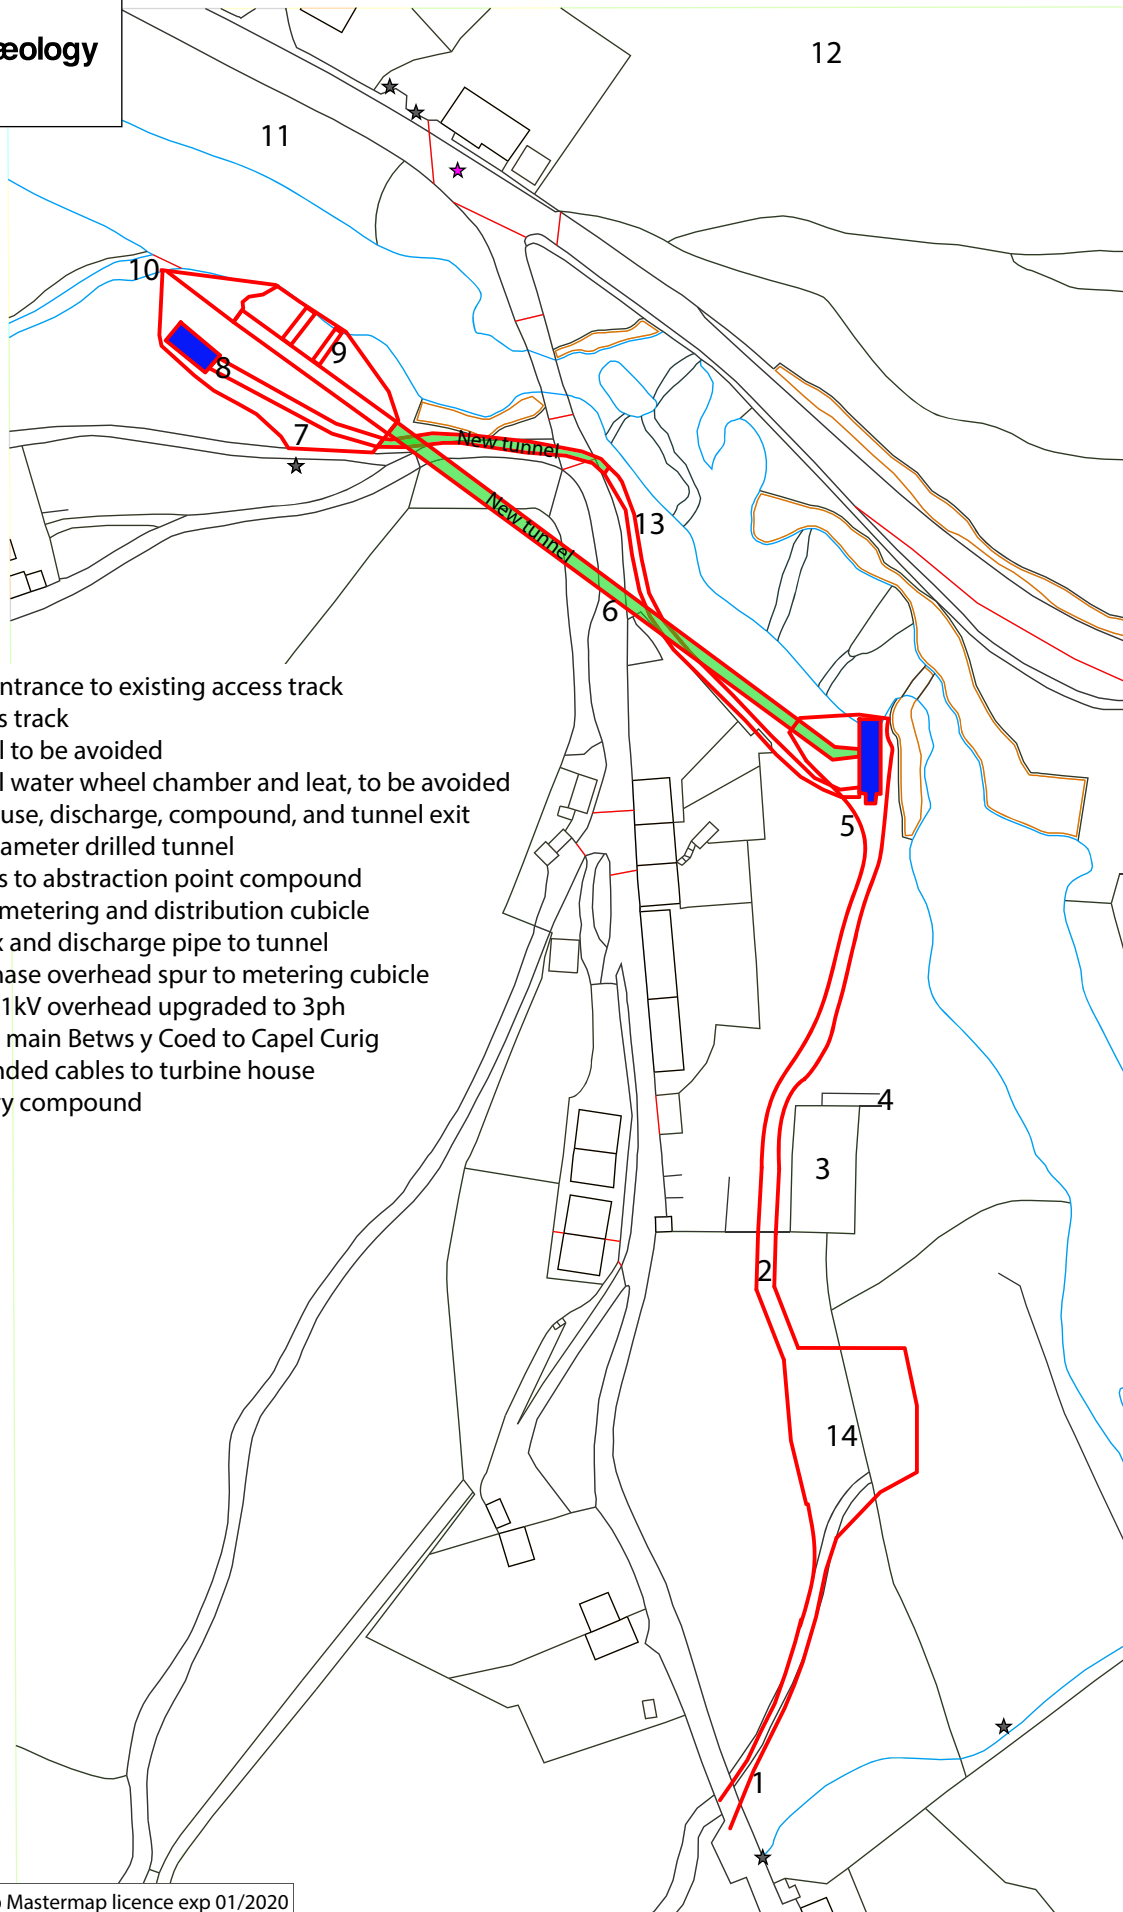 æology
12
11
10
9
8
7
New tunnel
New tunnel
13
6
ntrance to existing access track
s track
l to be avoided
l water wheel chamber and leat, to be avoided
use, discharge, compound, and tunnel exit
ameter drilled tunnel
s to abstraction point compound
metering and distribution cubicle
x and discharge pipe to tunnel
hase overhead spur to metering cubicle
1kV overhead upgraded to 3ph
main Betws y Coed to Capel Curig
nded cables to turbine house
y compound
5
4
3
2
14
1
o Mastermap licence exp 01/2020